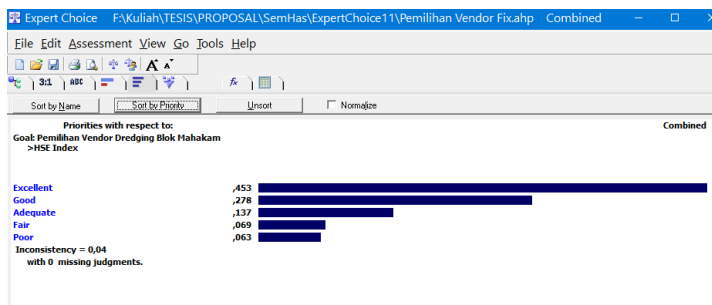 Expert Choice F:\Kuliah\TESIS\PROPOSAL\SemHas\ExpertChoice11\Pemilihan Vendor Fix.ahp Combined
File Edit Assessment View Go Tools Help
A A
3:1 ABC fx
Sort by Name Sort by Priority Unsort Normalize
Priorities with respect to: Combined
Goal: Pemilihan Vendor Dredging Blok Mahakam
>HSE Index
Excellent ,453
Good ,278
Adequate ,137
Fair ,069
Poor ,063
Inconsistency = 0,04
with 0 missing judgments.